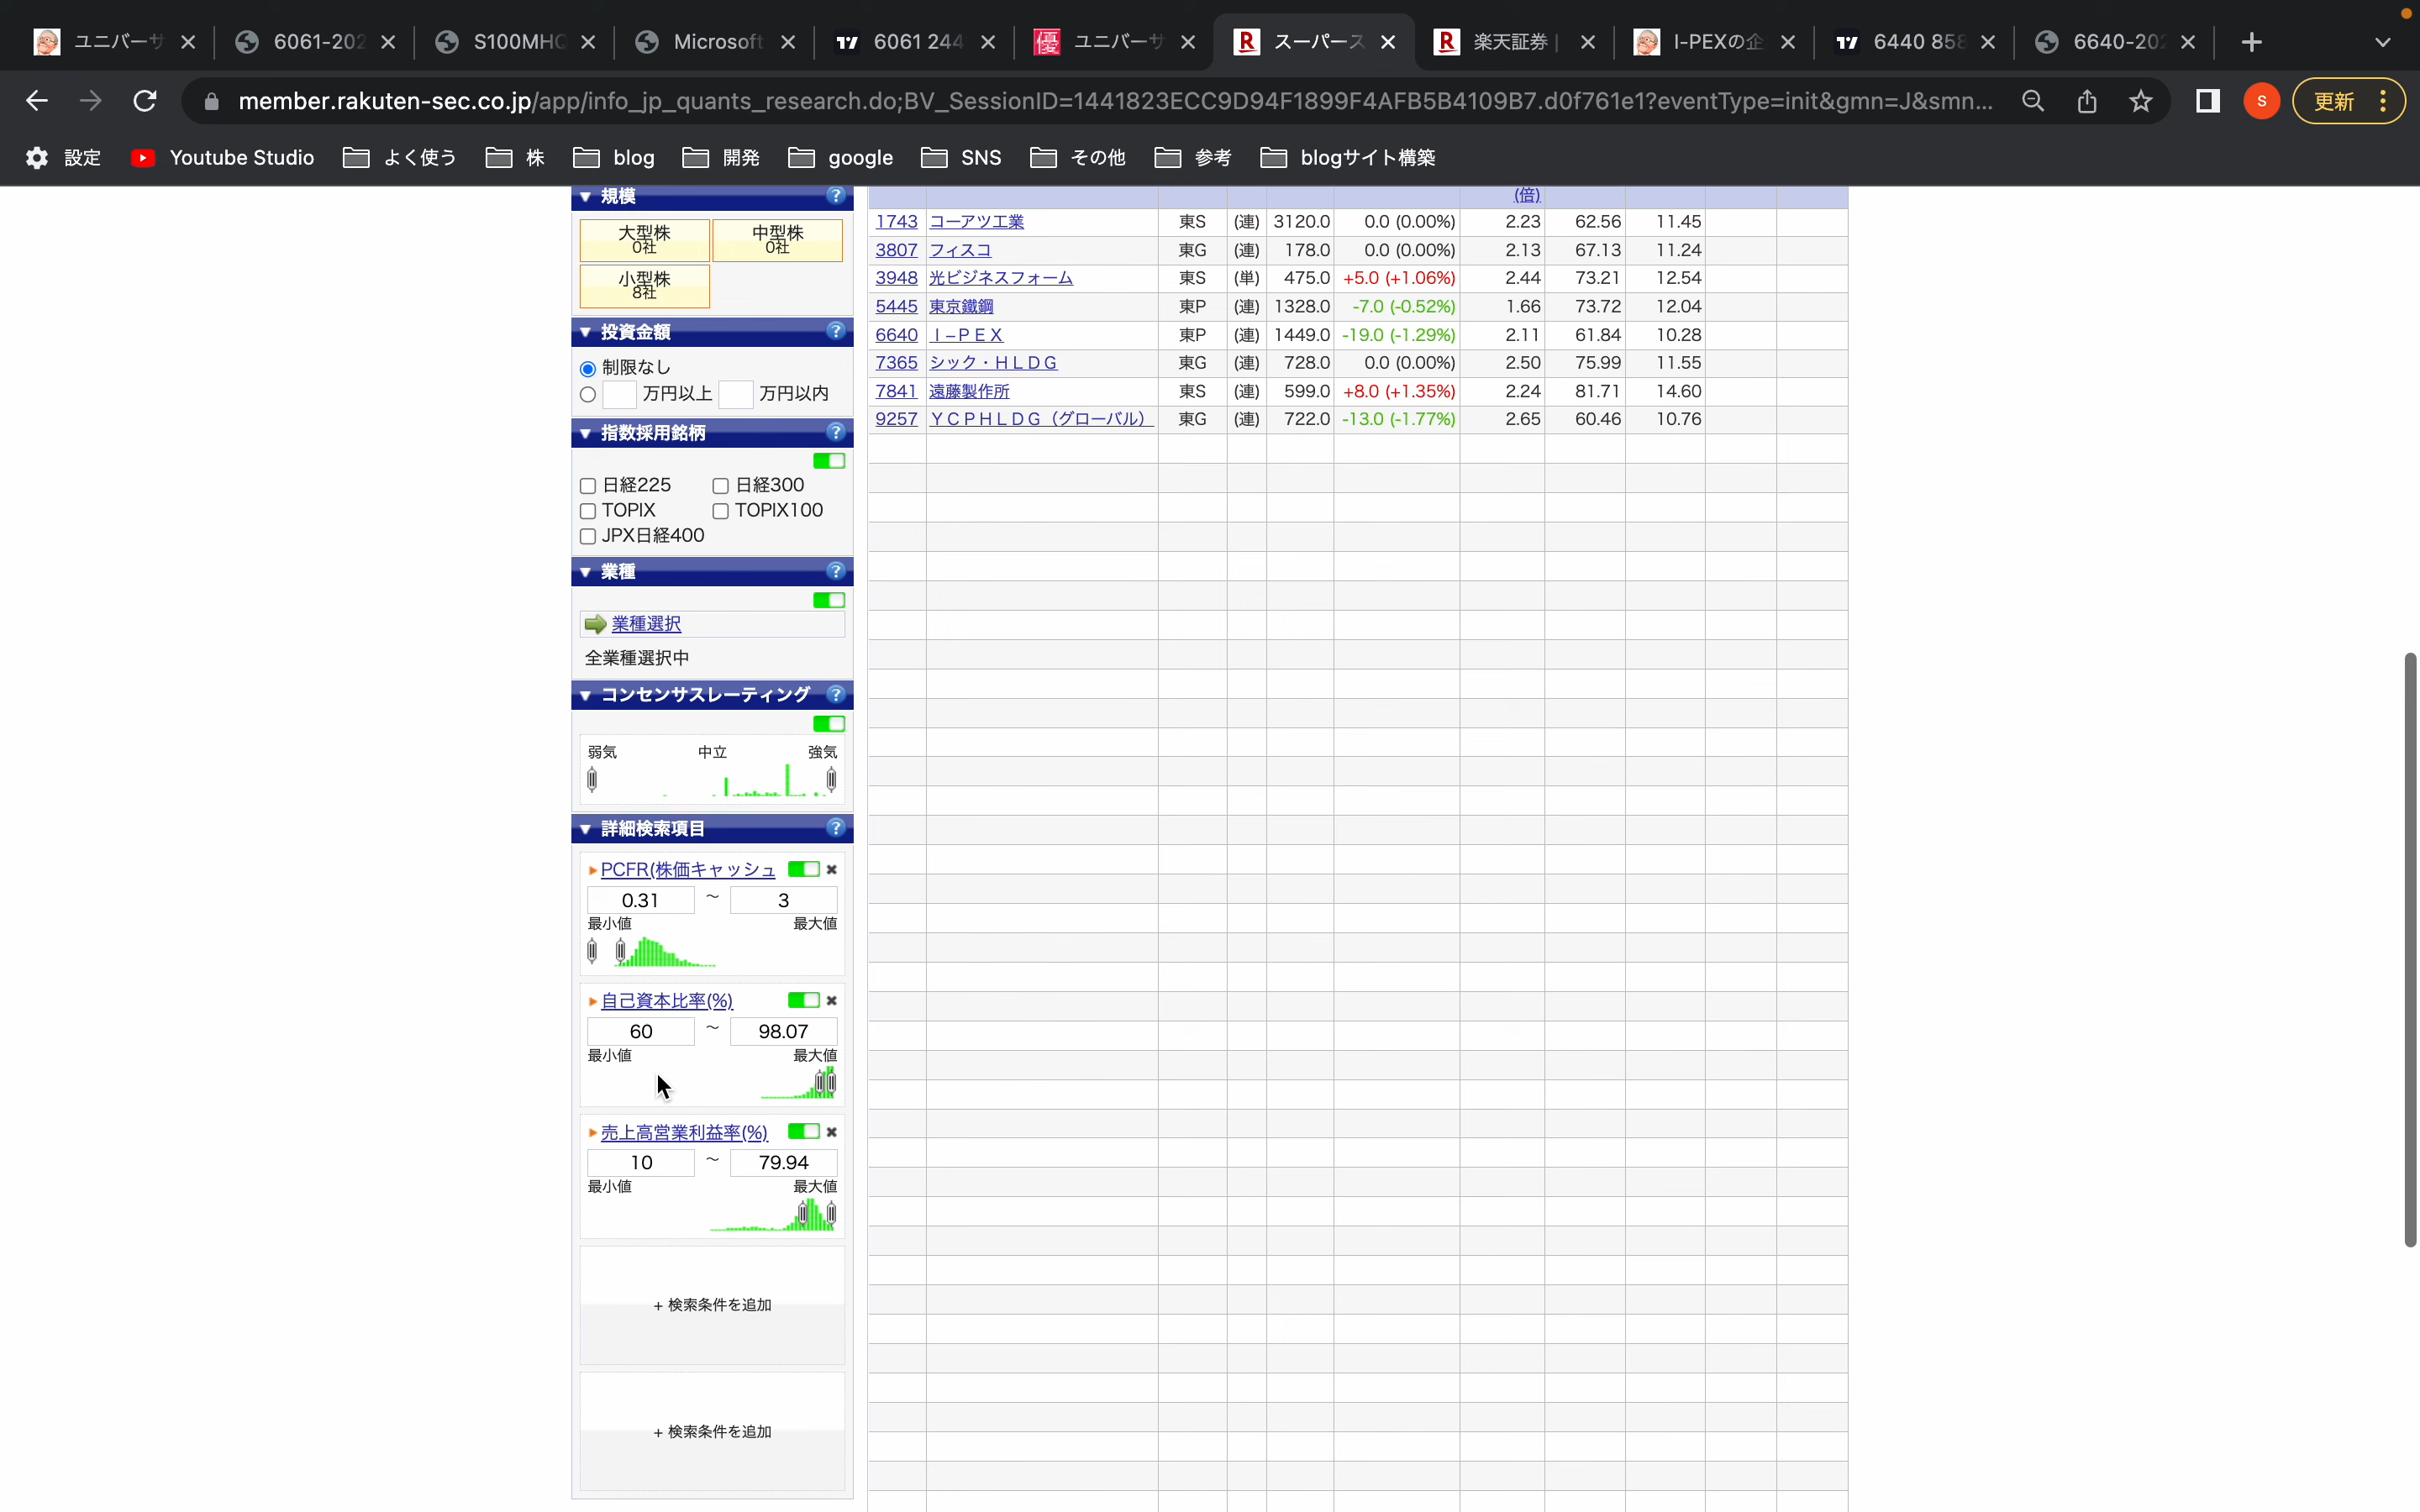 ユニバーサ
6061-202
S100MHC
Microsoft
6061 244
ユニバーサ
スーパース
楽天証券 |
I-PEXの企
6440 858
6640-202
member.rakuten-sec.co.jp/app/info_jp_quants_research.do;BV_SessionID=1441823ECC9D94F1899F4AFB5B4109B7.d0f761e1?eventType=init&gmn=J&smn...
S
更新
設定
Youtube Studio
よく使う
株
blog
開発
google
SNS
その他
参考
blogサイト構築
規模
大型株
0社
中型株
0社
小型株
8社
投資金額
制限なし
万円以上 万円以内
指数採用銘柄
日経225 日経300
TOPIX TOPIX100
JPX日経400
業種
業種選択
全業種選択中
コンセンサスレーティング
弱気 中立 強気
詳細検索項目
PCFR(株価キャッシュ
0.31 ～ 3
最小値 最大値
自己資本比率(%)
60 ～ 98.07
最小値 最大値
売上高営業利益率(%)
10 ～ 79.94
最小値 最大値
+ 検索条件を追加
+ 検索条件を追加
(倍)
1743 コーアツ工業 東S (連) 3120.0 0.0 (0.00%) 2.23 62.56 11.45
3807 フィスコ 東G (連) 178.0 0.0 (0.00%) 2.13 67.13 11.24
3948 光ビジネスフォーム 東S (単) 475.0 +5.0 (+1.06%) 2.44 73.21 12.54
5445 東京鐵鋼 東P (連) 1328.0 -7.0 (-0.52%) 1.66 73.72 12.04
6640 Ｉ−ＰＥＸ 東P (連) 1449.0 -19.0 (-1.29%) 2.11 61.84 10.28
7365 シック・ＨＬＤＧ 東G (連) 728.0 0.0 (0.00%) 2.50 75.99 11.55
7841 遠藤製作所 東S (連) 599.0 +8.0 (+1.35%) 2.24 81.71 14.60
9257 ＹＣＰＨＬＤＧ（グローバル） 東G (連) 722.0 -13.0 (-1.77%) 2.65 60.46 10.76